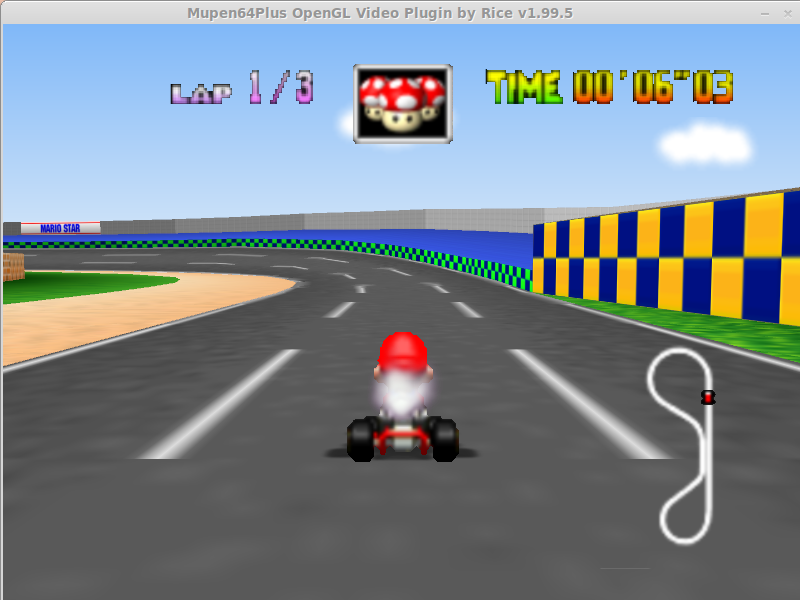 Mupen64Plus OpenGL Video Plugin by Rice v1.99.5
LAP 1/3 TIME 00'06"03
MARIO STAR